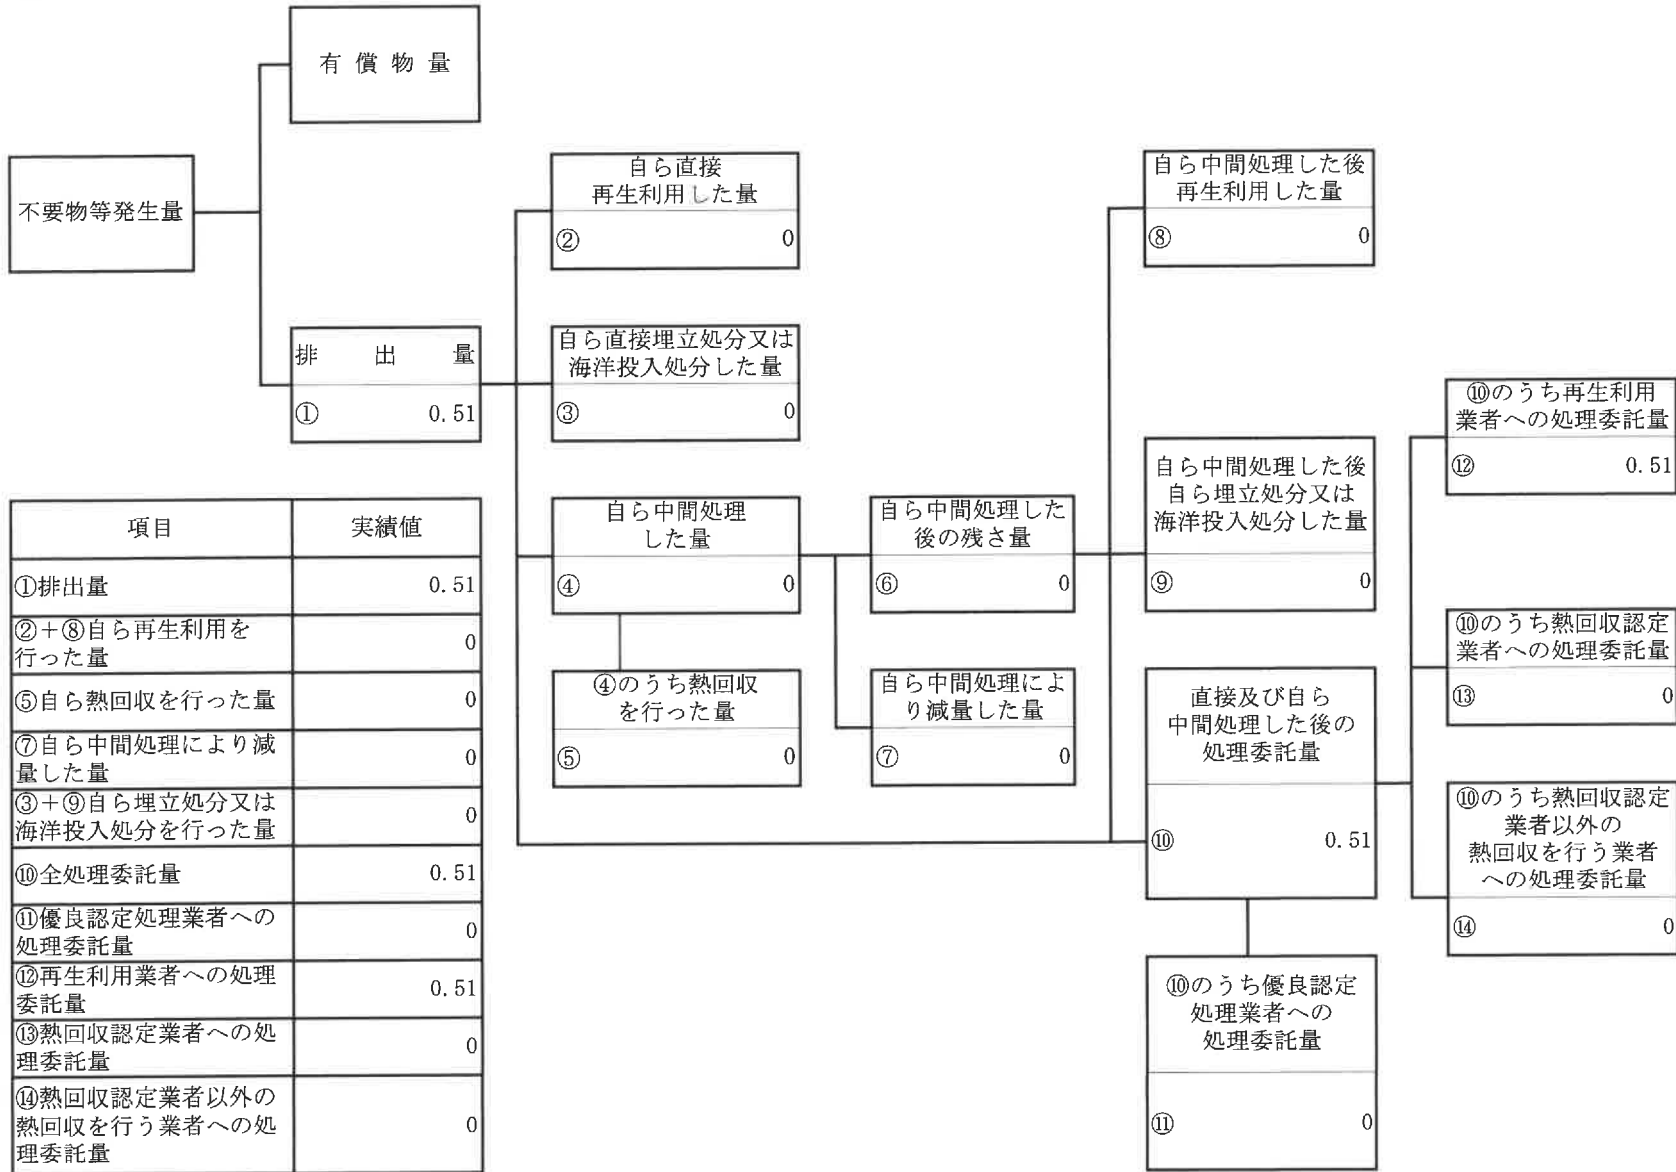 有償物量
不要物等発生量
排出量
① 0.51
自ら直接
再生利用した量
② 0
自ら直接埋立処分又は
海洋投入処分した量
③ 0
自ら中間処理
した量
④ 0
④のうち熱回収
を行った量
⑤ 0
自ら中間処理した
後の残さ量
⑥ 0
自ら中間処理によ
り減量した量
⑦ 0
自ら中間処理した後
再生利用した量
⑧ 0
自ら中間処理した後
自ら埋立処分又は
海洋投入処分した量
⑨ 0
直接及び自ら
中間処理した後の
処理委託量
⑩ 0.51
⑩のうち優良認定
処理業者への
処理委託量
⑪ 0
⑩のうち再生利用
業者への処理委託量
⑫ 0.51
⑩のうち熱回収認定
業者への処理委託量
⑬ 0
⑩のうち熱回収認定
業者以外の
熱回収を行う業者
への処理委託量
⑭ 0
項目 実績値
①排出量 0.51
②+⑧自ら再生利用を
行った量 0
⑤自ら熱回収を行った量 0
⑦自ら中間処理により減
量した量 0
③+⑨自ら埋立処分又は
海洋投入処分を行った量 0
⑩全処理委託量 0.51
⑪優良認定処理業者への
処理委託量 0
⑫再生利用業者への処理
委託量 0.51
⑬熱回収認定業者への処
理委託量 0
⑭熱回収認定業者以外の
熱回収を行う業者への処
理委託量 0